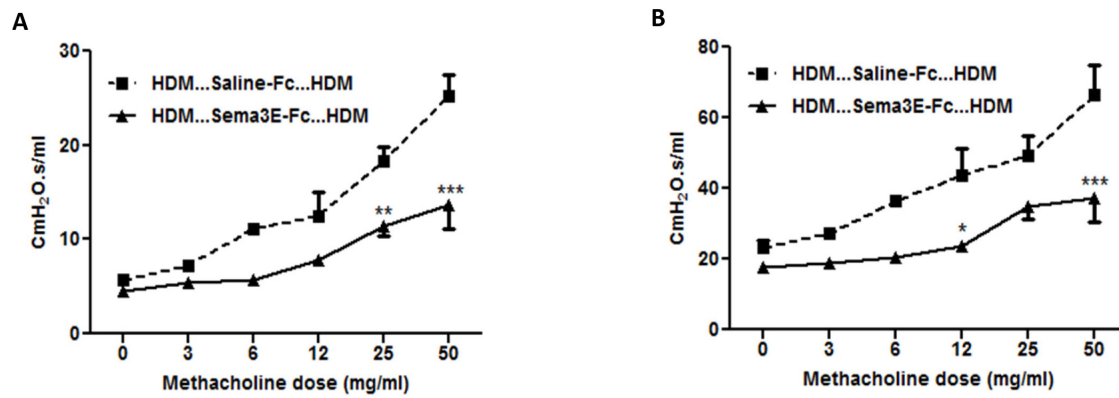 A
30
20
10
0
CmH₂O.s/ml
HDM...Saline-Fc...HDM
HDM...Sema3E-Fc...HDM
**
***
0 3 6 12 25 50
Methacholine dose (mg/ml)
B
80
60
40
20
0
CmH₂O.s/ml
HDM...Saline-Fc...HDM
HDM...Sema3E-Fc...HDM
*
***
0 3 6 12 25 50
Methacholine dose (mg/ml)